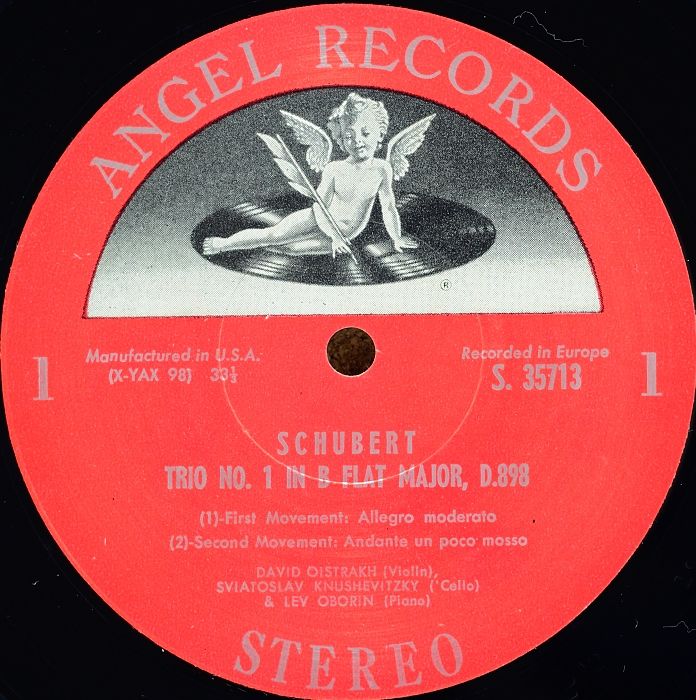 ANGEL RECORDS
®
1
Manufactured in U.S.A.
(X-YAX 98) 33⅓
Recorded in Europe
S. 35713
1
SCHUBERT
TRIO NO. 1 IN B FLAT MAJOR, D.898
(1)-First Movement: Allegro moderato
(2)-Second Movement: Andante un poco mosso
DAVID OISTRAKH (Violin),
SVIATOSLAV KNUSHEVITZKY ('Cello)
& LEV OBORIN (Piano)
STEREO